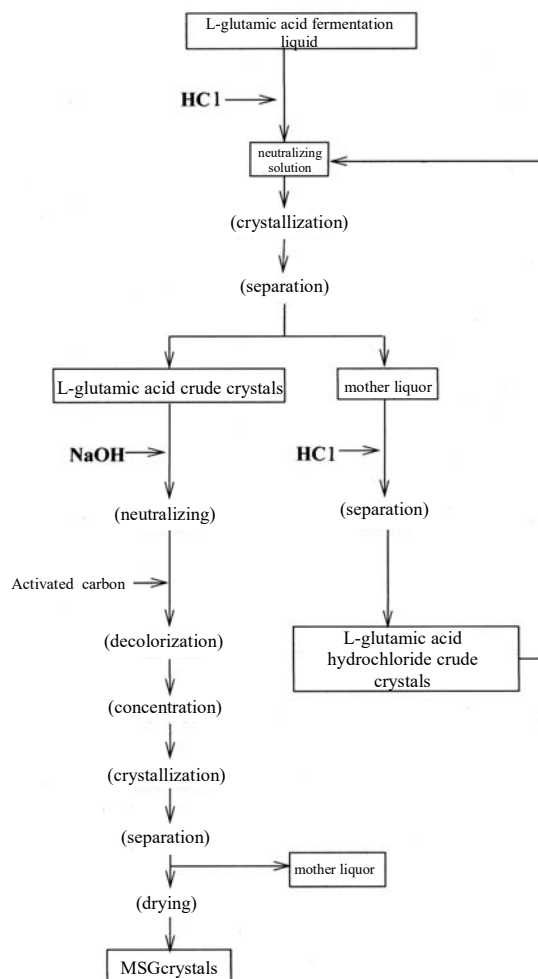 L-glutamic acid fermentation
liquid
HCl
neutralizing
solution
(crystallization)
(separation)
L-glutamic acid crude crystals
mother liquor
NaOH
HCl
(neutralizing)
(separation)
Activated carbon
(decolorization)
L-glutamic acid
hydrochloride crude
crystals
(concentration)
(crystallization)
(separation)
mother liquor
(drying)
MSGcrystals